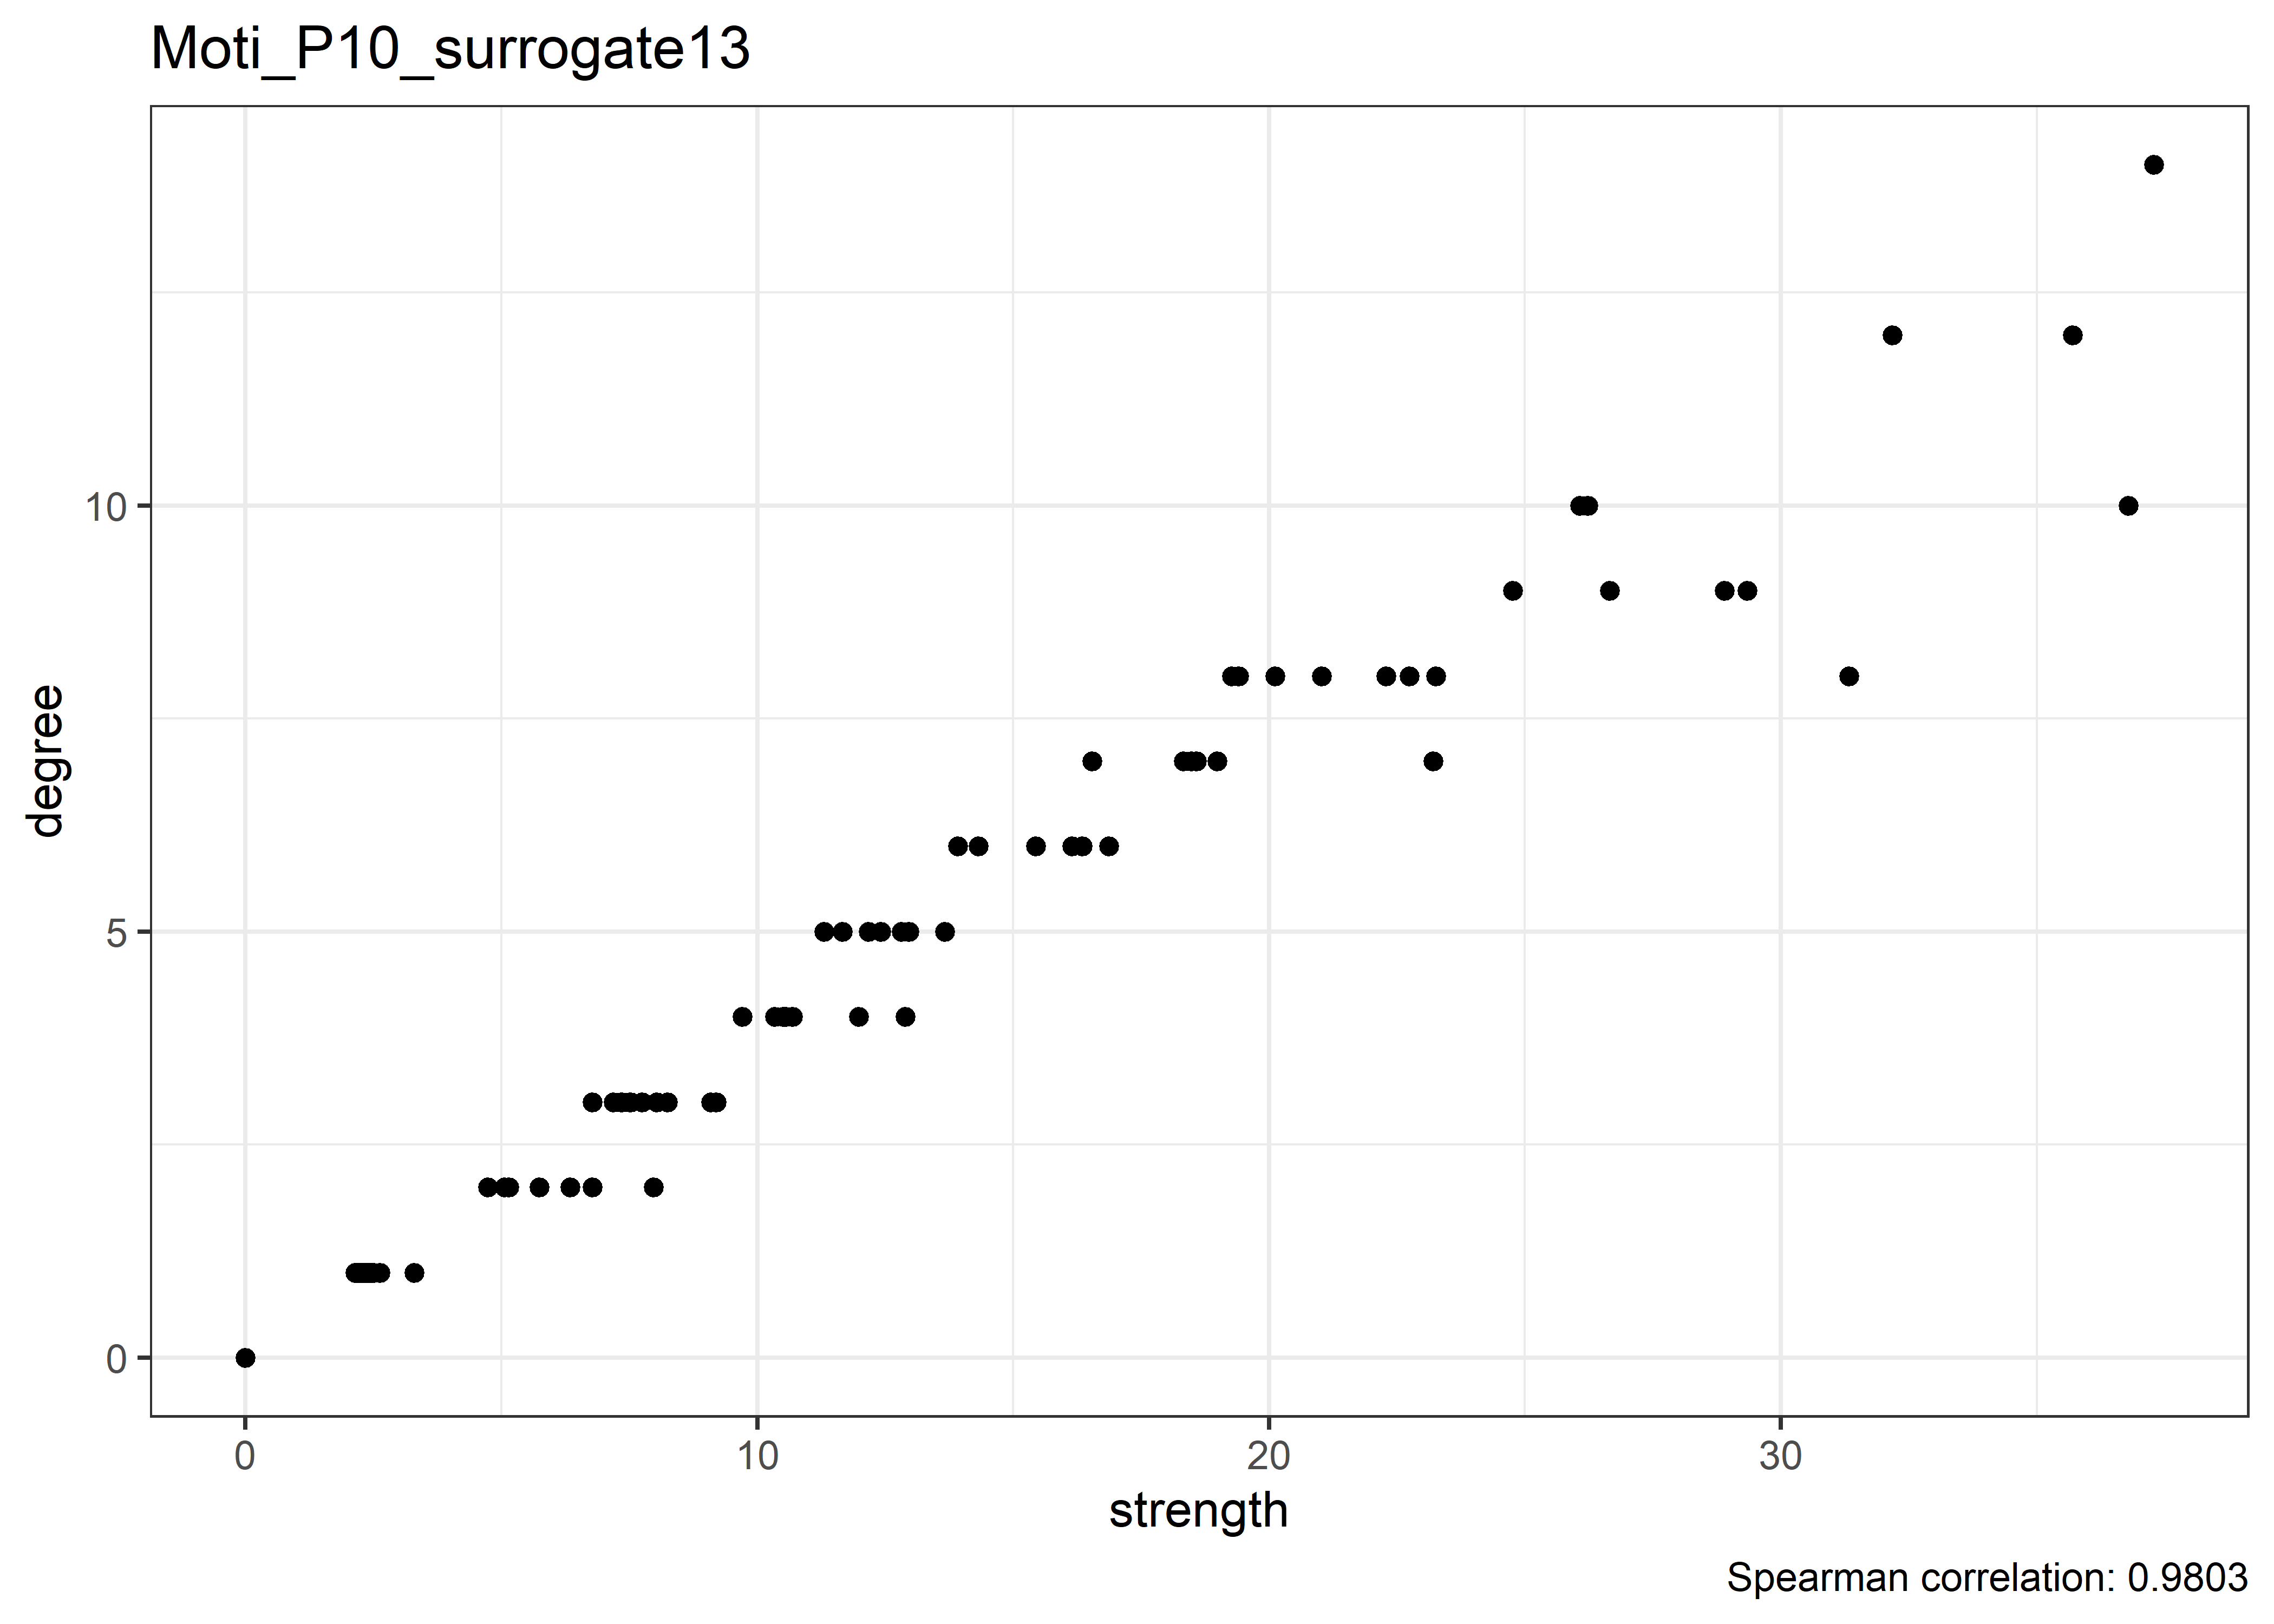 Moti_P10_surrogate13
degree
10
5
0
0 10 20 30
strength
Spearman correlation: 0.9803